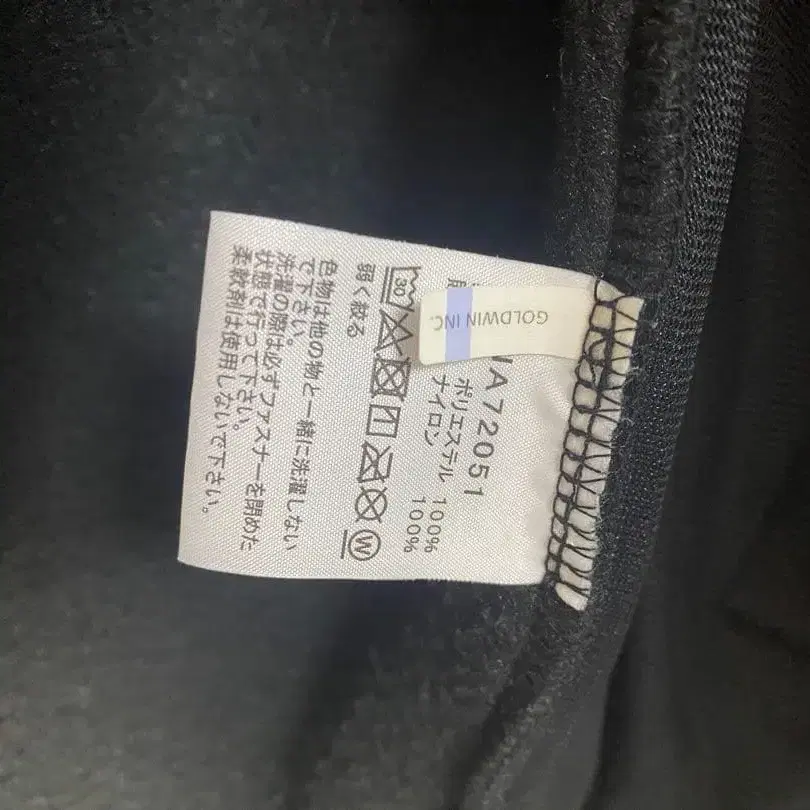 GOLDWIN INC.
A72051
ポリエステル 100%
ナイロン 100%
30
W
弱く絞る
色物は他の物と一緒に洗濯しない
で下さい。
洗濯の際は必ずファスナーを閉めた
状態で行って下さい。
柔軟剤は使用しないで下さい。